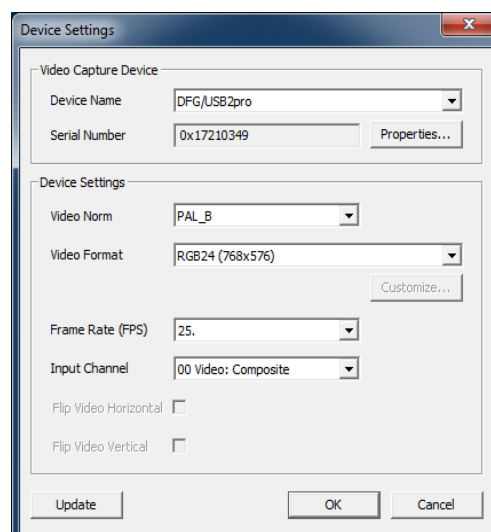 Device Settings
Video Capture Device
Device Name DFG/USB2pro
Serial Number 0x17210349 Properties...
Device Settings
Video Norm PAL_B
Video Format RGB24 (768x576)
Customize...
Frame Rate (FPS) 25.
Input Channel 00 Video: Composite
Flip Video Horizontal
Flip Video Vertical
Update OK Cancel